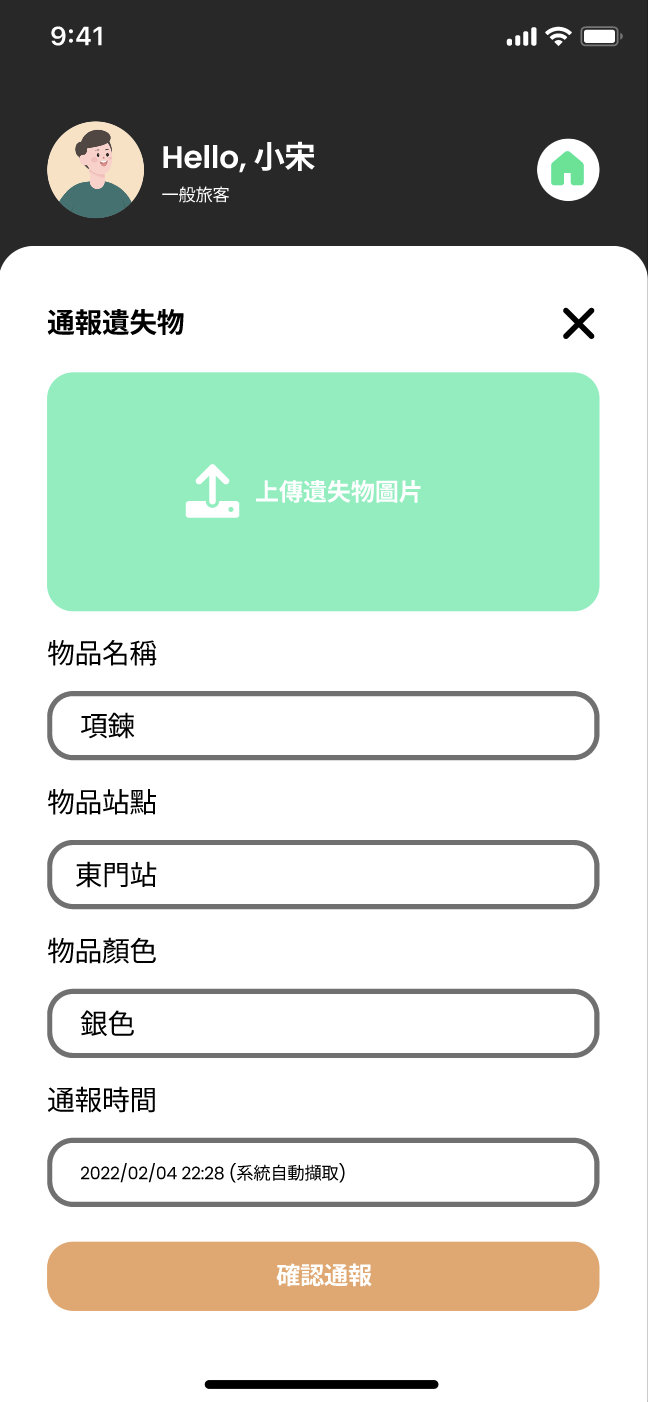 9:41
Hello, 小宋
一般旅客
通報遺失物
上傳遺失物圖片
物品名稱
項鍊
物品站點
東門站
物品顏色
銀色
通報時間
2022/02/04 22:28 (系統自動擷取)
確認通報